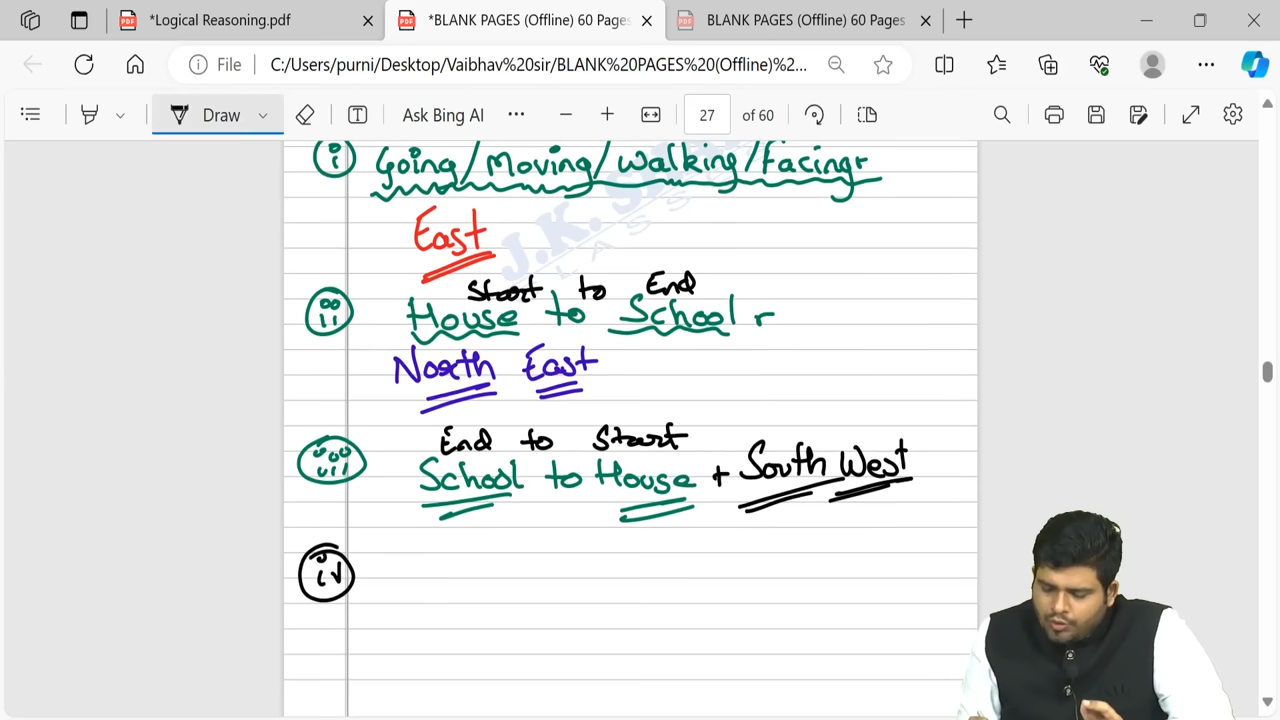 *Logical Reasoning.pdf
*BLANK PAGES (Offline) 60 Pages
BLANK PAGES (Offline) 60 Pages
File
C:/Users/purni/Desktop/Vaibhav%20sir/BLANK%20PAGES%20(Offline)%2...
Draw
Ask Bing AI
27 of 60
i Going/Moving/Walking/Facing
East
Start to End
ii House to School
North East
End to Start
iii School to House South West
iv